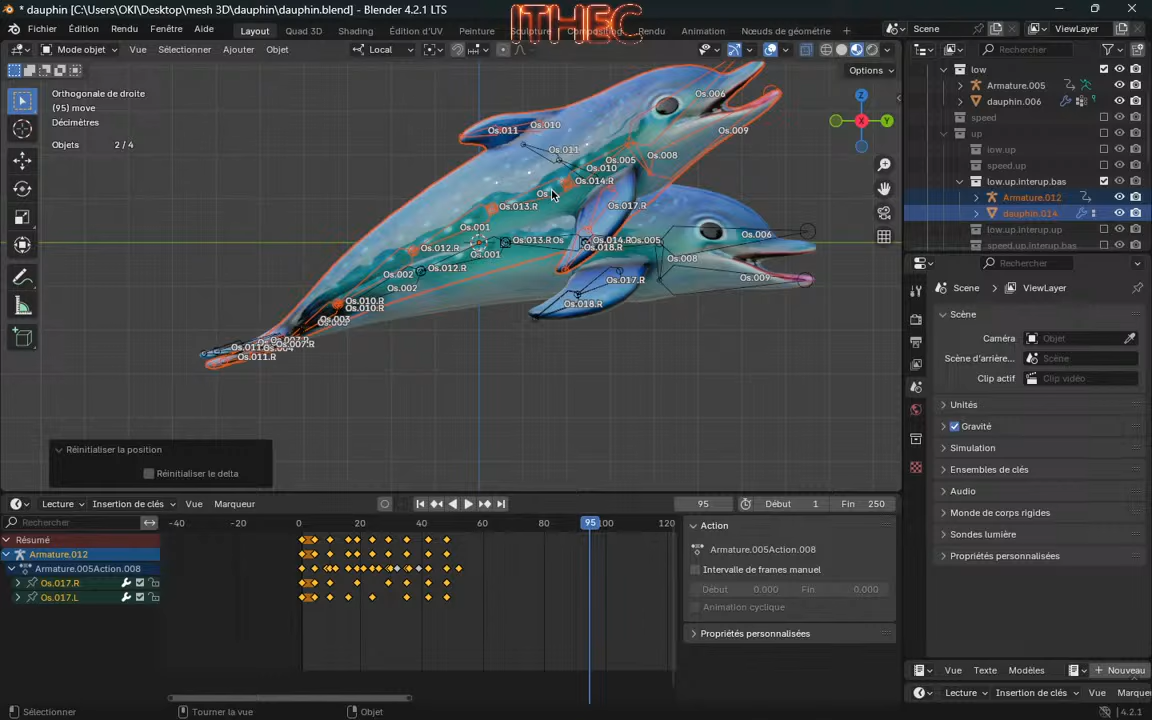 * dauphin [C:\Users\OKI\Desktop\mesh 3D\dauphin\dauphin.blend] - Blender 4.2.1 LTS
ITHEC
Fichier Édition Rendu Fenêtre Aide Layout Quad 3D Shading Édition d'UV Peinture Sculpture Compositing Rendu Animation Nœuds de géométrie Scene ViewLayer
Mode objet Vue Sélectionner Ajouter Objet Local Rechercher
Options
Orthogonale de droite
(95) move
Décimètres
Objets 2 / 4
Z
X
Y
Os.006
Os.011 Os.010 Os.009
Os.011 Os.005 Os.008
Os.010
Os.014.R
Os
Os.013.R Os.017.R
Os.001 Os.006
Os.013.R Os Os.014.R Os.005
Os.012.R Os.001 Os.018.R Os.008
Os.002 Os.012.R Os.017.R Os.009
Os.002
Os.010.R Os.018.R
Os.010.R
Os.003
Os.007.R
Os.011.R
low
Armature.005
dauphin.006
speed
up
low.up
speed.up
low.up.interup.bas
Armature.012
dauphin.014
low.up.interup.up
speed.up.interup.bas
Rechercher
Scene ViewLayer
Scène
Caméra Objet
Scène d'arrière... Scène
Clip actif Clip vidéo...
Unités
Gravité
Simulation
Ensembles de clés
Audio
Monde de corps rigides
Sondes lumière
Propriétés personnalisées
Réinitialiser la position
Réinitialiser le delta
Lecture Insertion de clés Vue Marqueur 95 Début 1 Fin 250
Rechercher -40 -20 0 20 40 60 80 95 100 120
Résumé
Armature.012
Armature.005Action.008
Os.017.R
Os.017.L
Action
Armature.005Action.008
Intervalle de frames manuel
Début 0.000 Fin 0.000
Animation cyclique
Propriétés personnalisées
Vue Texte Modèles Nouveau
Lecture Insertion de clés Vue
Sélectionner Tourner la vue Objet 4.2.1